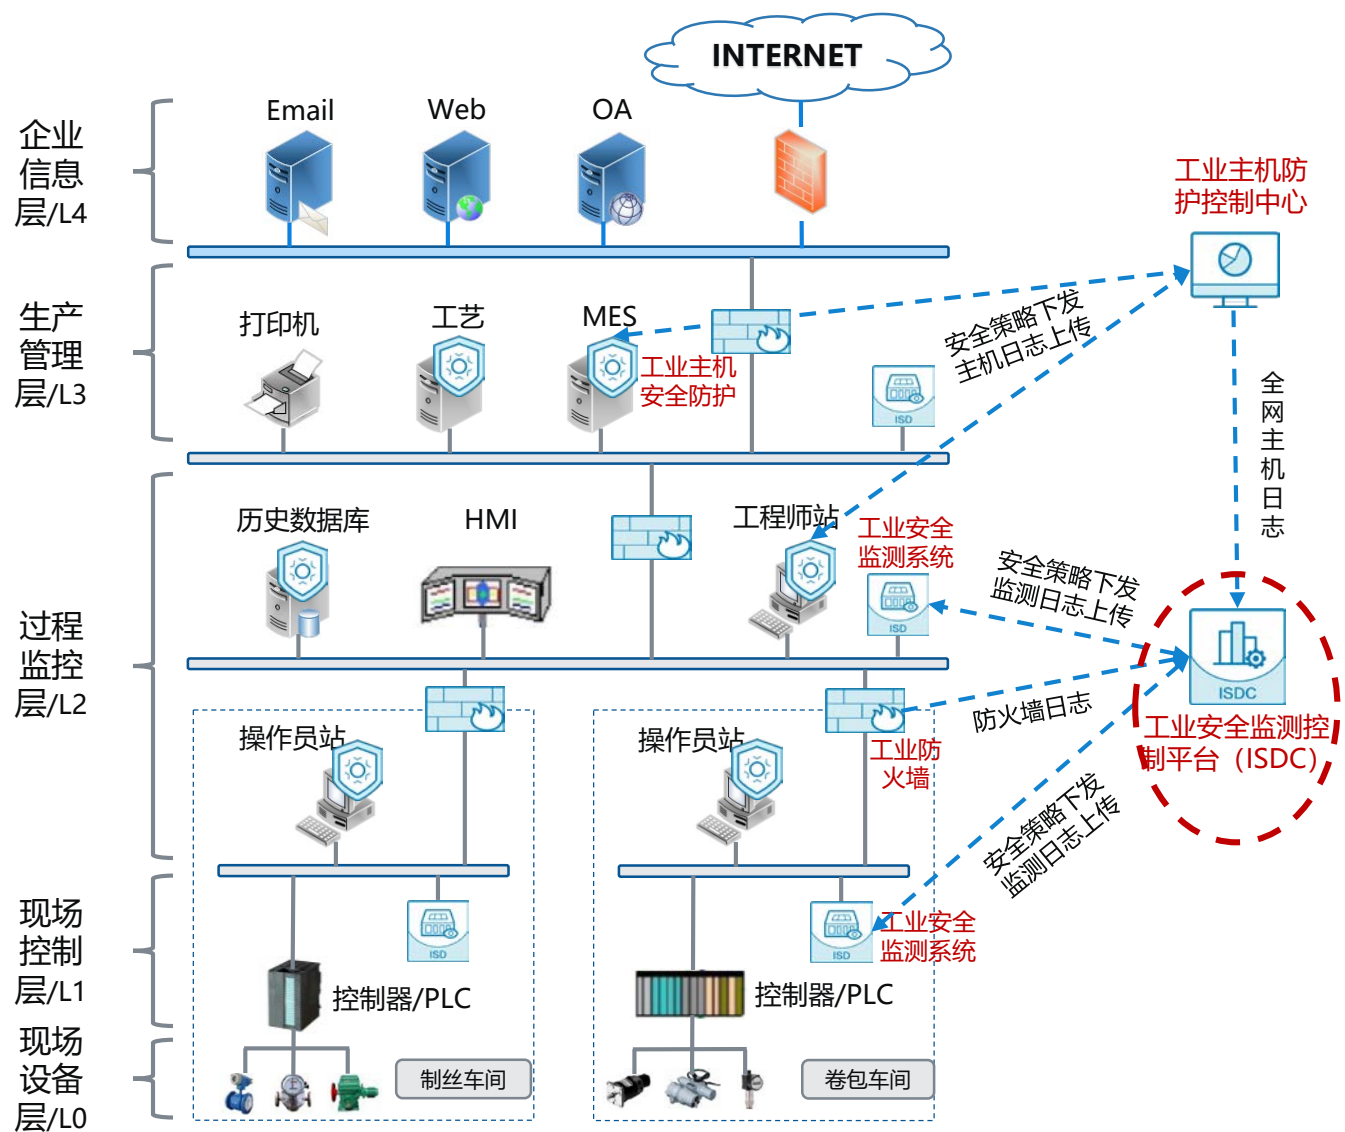 INTERNET
Email
Web
OA
企业
信息
层/L4
工业主机防
护控制中心
生产
管理
层/L3
打印机
工艺
MES
工业主机
安全防护
ISD
安全策略下发
主机日志上传
全网主机日志
过程
监控
层/L2
历史数据库
HMI
工程师站
工业安全
监测系统
ISD
安全策略下发
监测日志上传
ISDC
工业安全监测控
制平台（ISDC）
防火墙日志
操作员站
操作员站
工业防
火墙
安全策略下发
监测日志上传
现场
控制
层/L1
ISD
ISD
工业安全
监测系统
控制器/PLC
控制器/PLC
现场
设备
层/L0
制丝车间
卷包车间